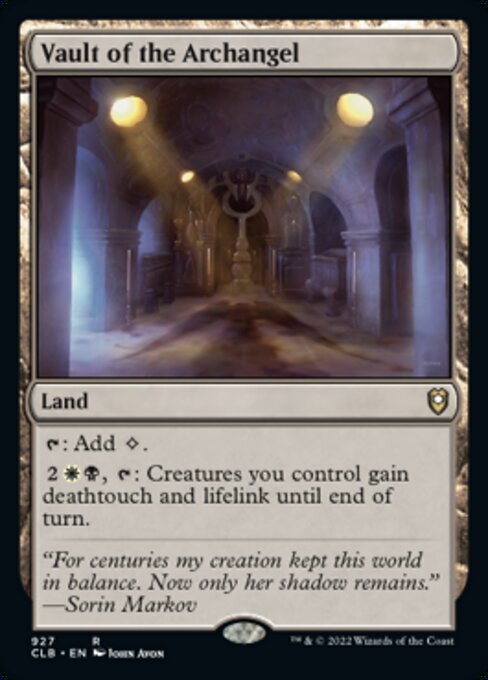 Vault of the Archangel
Land
: Add .
2 , : Creatures you control gain
deathtouch and lifelink until end of
turn.
“For centuries my creation kept this world
in balance. Now only her shadow remains.”
—Sorin Markov
927 R
CLB • EN John Avon
™ & © 2022 Wizards of the Coast